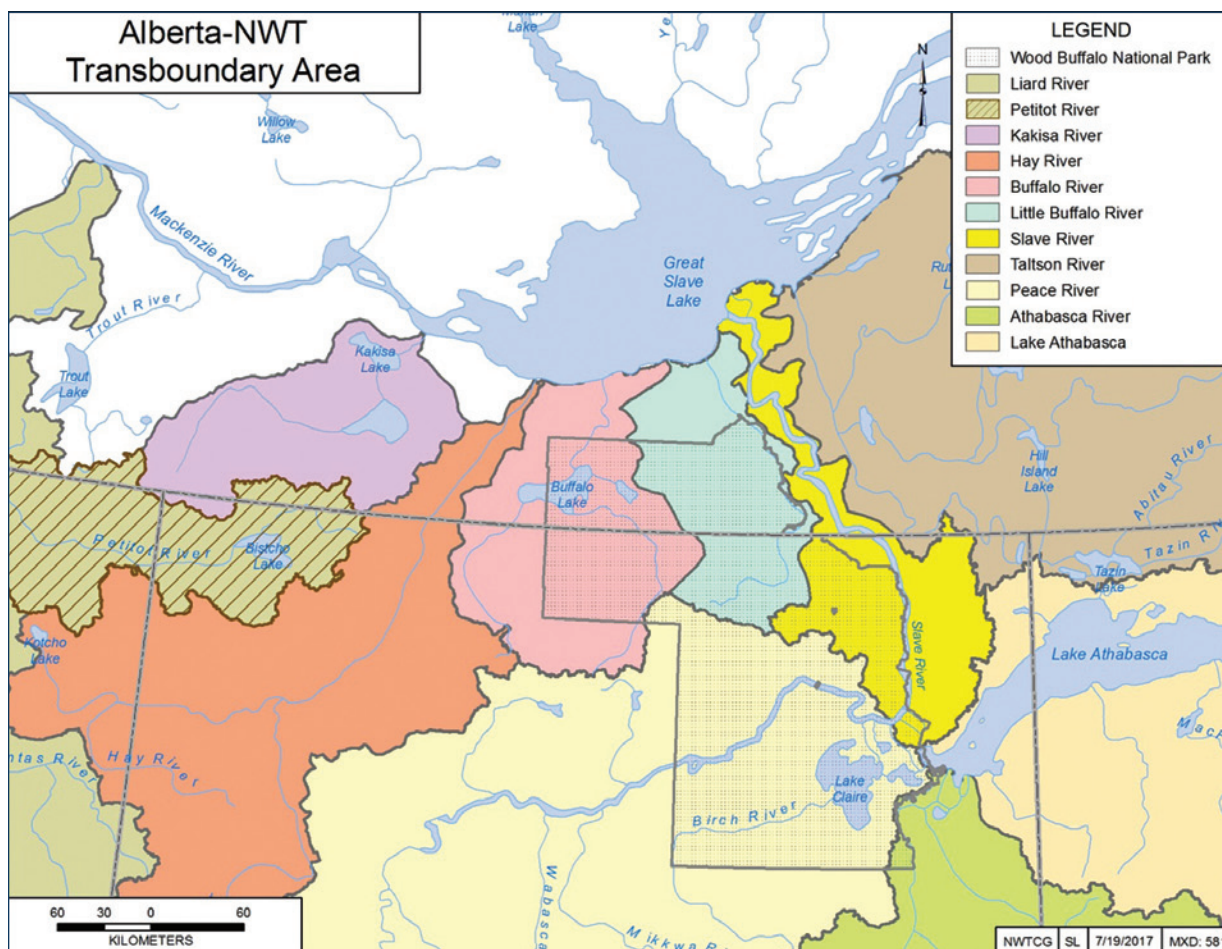 Alberta-NWT
Transboundary Area
LEGEND
Wood Buffalo National Park
Liard River
Petitot River
Kakisa River
Hay River
Buffalo River
Little Buffalo River
Slave River
Taltson River
Peace River
Athabasca River
Lake Athabasca
N
Willow
Lake
Lake
Mackenzie River
Great
Slave
Lake
Trout River
Kakisa
Lake
Trout
Lake
Hill
Island
Lake
Abitau River
Buffalo
Lake
Petitot River
Bistcho
Lake
Tazin
Lake
Kotcho
Lake
Slave River
Lake Athabasca
Hay River
River
Lake
Claire
Birch River
60 30 0 60
KILOMETERS
NWTCG SL 7/19/2017 MXD: 58